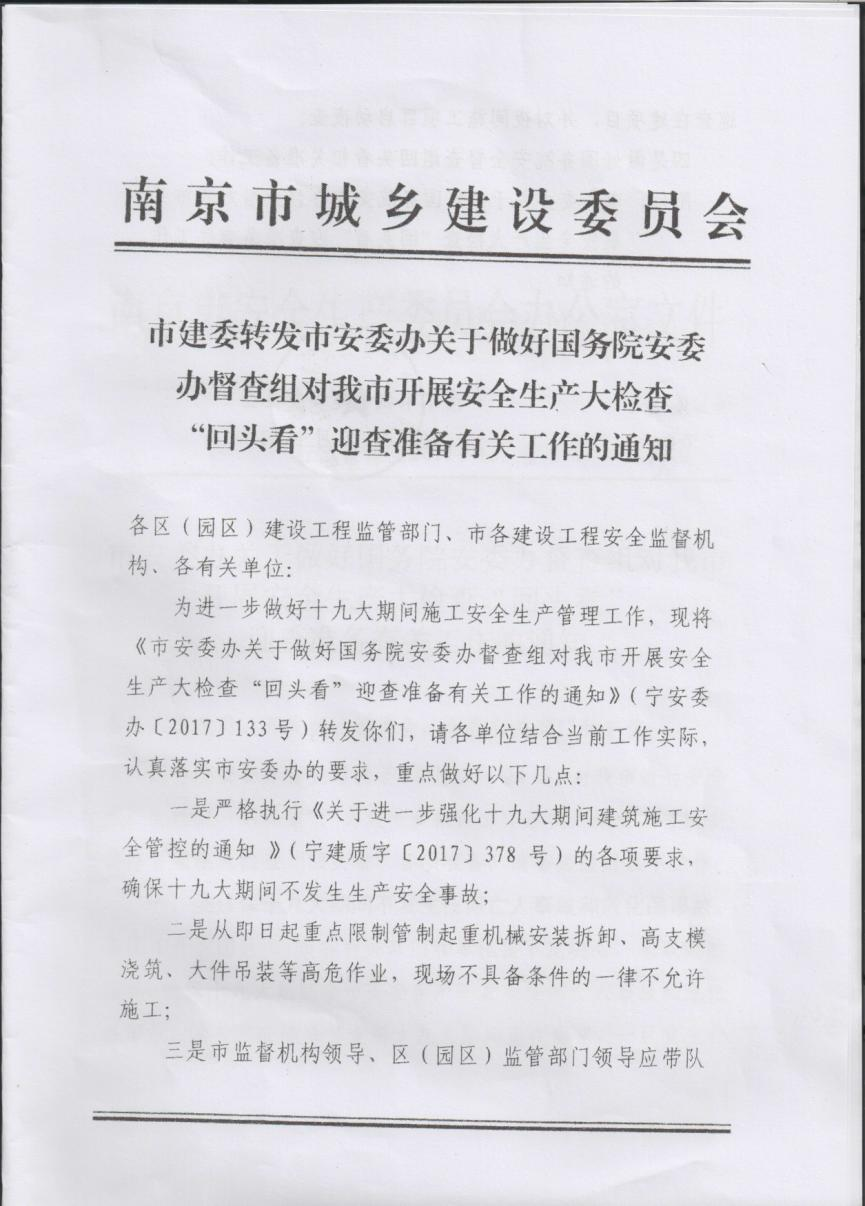 南京市城乡建设委员会
市建委转发市安委办关于做好国务院安委
办督查组对我市开展安全生产大检查
“回头看”迎查准备有关工作的通知
各区（园区）建设工程监管部门、市各建设工程安全监督机
构、各有关单位：
为进一步做好十九大期间施工安全生产管理工作，现将
《市安委办关于做好国务院安委办督查组对我市开展安全
生产大检查“回头看”迎查准备有关工作的通知》（宁安委
办〔2017〕133号）转发你们，请各单位结合当前工作实际，
认真落实市安委办的要求，重点做好以下几点：
一是严格执行《关于进一步强化十九大期间建筑施工安
全管控的通知 》（宁建质字〔2017〕378 号）的各项要求，
确保十九大期间不发生生产安全事故；
二是从即日起重点限制管制起重机械安装拆卸、高支模
浇筑、大件吊装等高危作业，现场不具备条件的一律不允许
施工；
三是市监督机构领导、区（园区）监管部门领导应带队